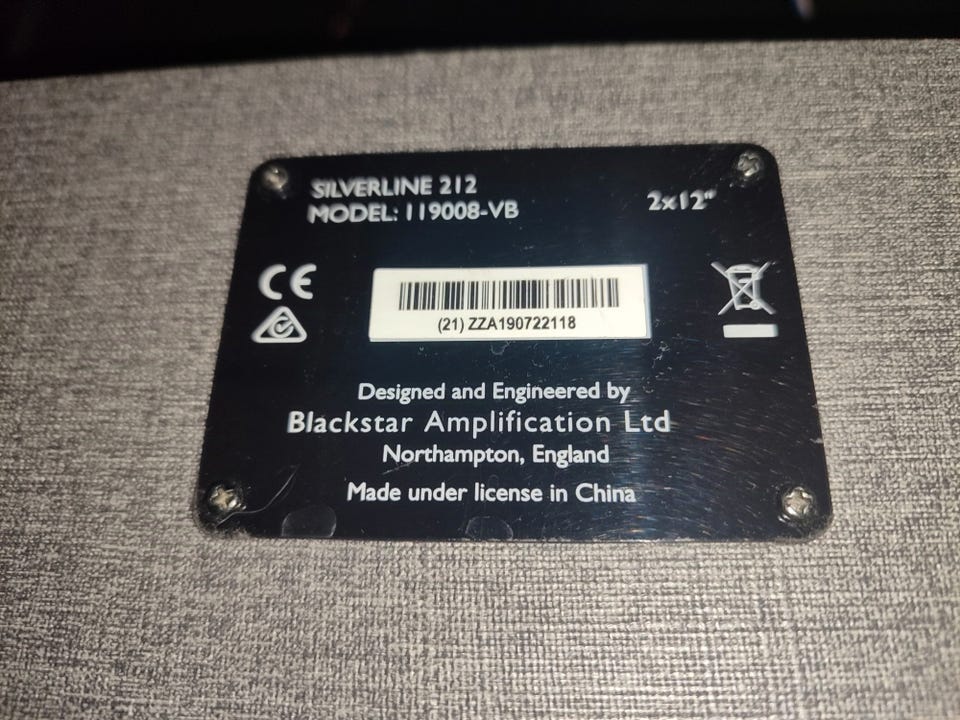 SILVERLINE 212
MODEL: 119008-VB
2x12"
CE
(21) ZZA190722118
Designed and Engineered by
Blackstar Amplification Ltd
Northampton, England
Made under license in China